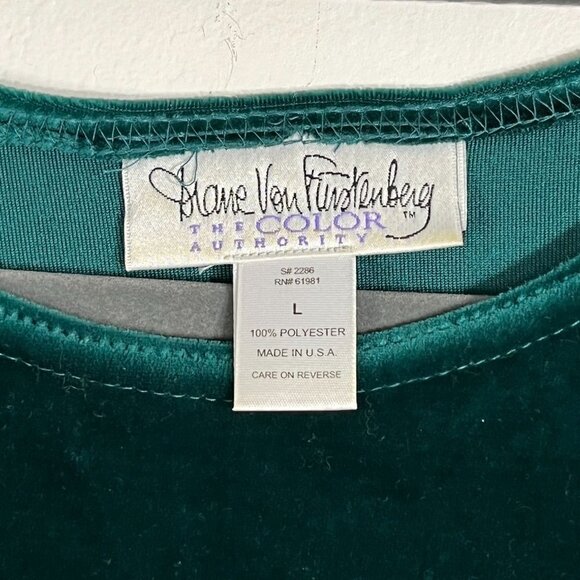 Diane Von Furstenberg TM
THE COLOR
AUTHORITY
S# 2286
RN# 61981
L
100% POLYESTER
MADE IN U.S.A.
CARE ON REVERSE